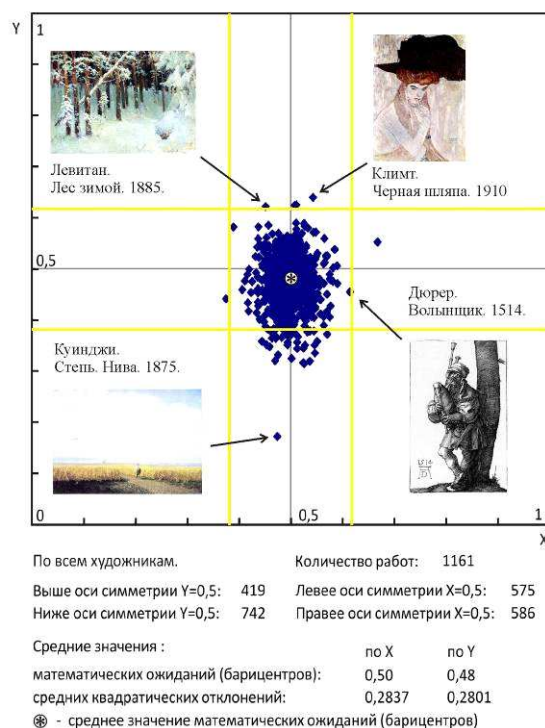 Y
1
Левитан.
Лес зимой. 1885.
Климт.
Черная шляпа. 1910
0,5
Дюрер.
Волынщик. 1514.
Куинджи.
Степь. Нива. 1875.
0
0,5
1
X
По всем художникам.
Количество работ: 1161
Выше оси симметрии Y=0,5: 419
Левее оси симметрии X=0,5: 575
Ниже оси симметрии Y=0,5: 742
Правее оси симметрии X=0,5: 586
Средние значения :
по X по Y
математических ожиданий (барицентров): 0,50 0,48
средних квадратических отклонений: 0,2837 0,2801
- среднее значение математических ожиданий (барицентров)